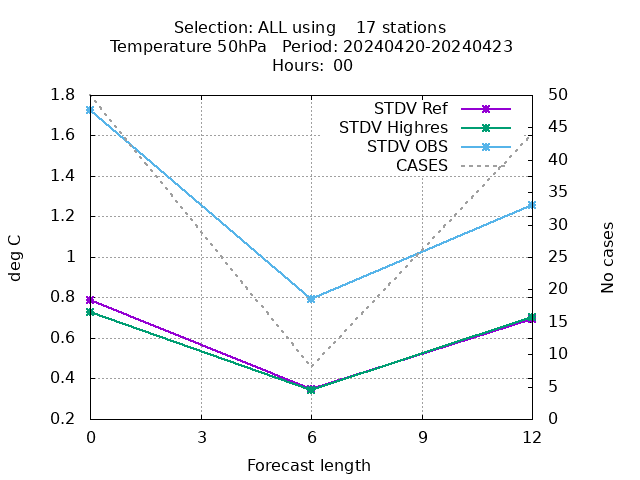 Selection: ALL using    17 stations
Temperature 50hPa   Period: 20240420-20240423
Hours:  00
STDV Ref
STDV Highres
STDV OBS
CASES
deg C
1.8
1.6
1.4
1.2
1
0.8
0.6
0.4
0.2
50
45
40
35
30
25
20
15
10
5
0
No cases
0 3 6 9 12
Forecast length